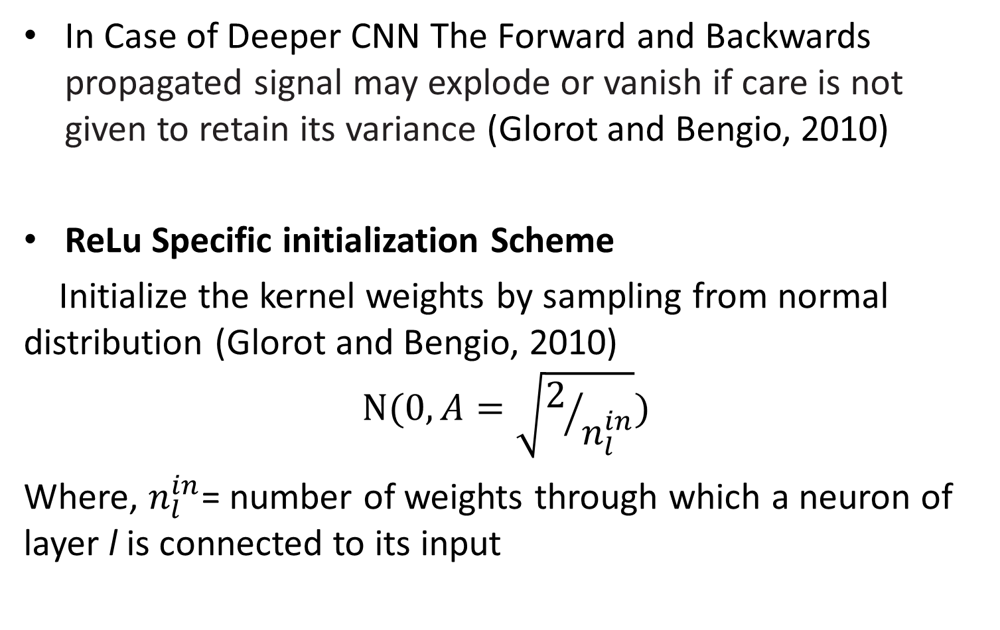 • In Case of Deeper CNN The Forward and Backwards
propagated signal may explode or vanish if care is not
given to retain its variance (Glorot and Bengio, 2010)
• ReLu Specific initialization Scheme
Initialize the kernel weights by sampling from normal
distribution (Glorot and Bengio, 2010)
N(0, A = √(2/n_l^in))
Where, n_l^in = number of weights through which a neuron of
layer l is connected to its input